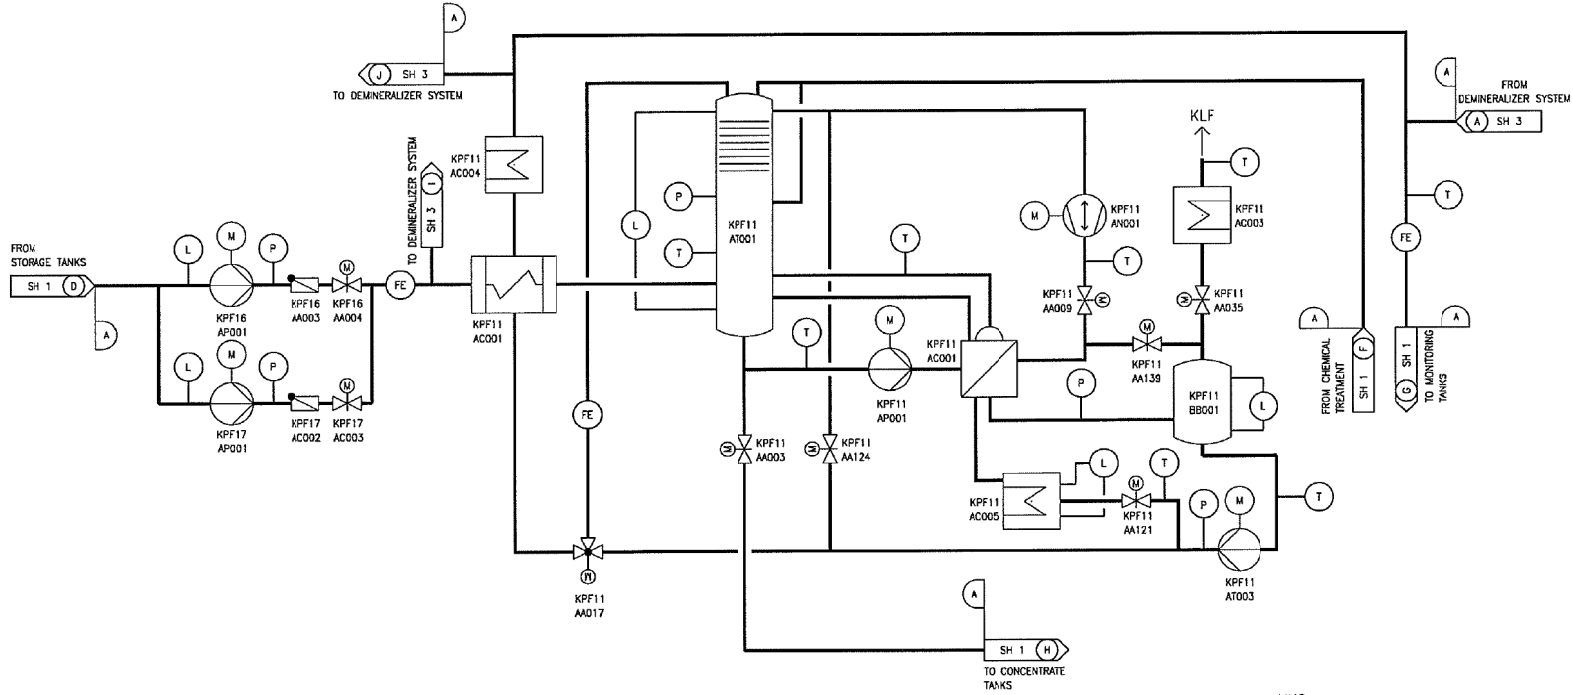 A
J SH 3
TO DEMINERALIZER SYSTEM
A
FROM
DEMINERALIZER SYSTEM
A SH 3
KLF
T
KPF11
AC004
TO DEMINERALIZER SYSTEM
SH 3 I
P
KPF11
AT001
L
T
M
KPF11
AN001
KPF11
AC003
T
FE
FROM
STORAGE TANKS
SH 1 D
A
L
M
P
KPF16
AP001
KPF16
AA003
M
KPF16
AA004
FE
KPF11
AC001
T
T
KPF11
AA009
M
M
KPF11
AA035
L
M
P
KPF17
AP001
KPF17
AC002
M
KPF17
AC003
T
M
KPF11
AP001
KPF11
AC001
M
KPF11
AA139
A
FROM CHEMICAL
TREATMENT
SH 1 F
A
G SH 1
TO MONITORING
TANKS
P
KPF11
BB001
L
FE
M
KPF11
AA003
M
KPF11
AA124
KPF11
AC005
L
M
KPF11
AA121
T
P
M
T
KPF11
AT003
M
KPF11
AA017
A
SH 1 H
TO CONCENTRATE
TANKS